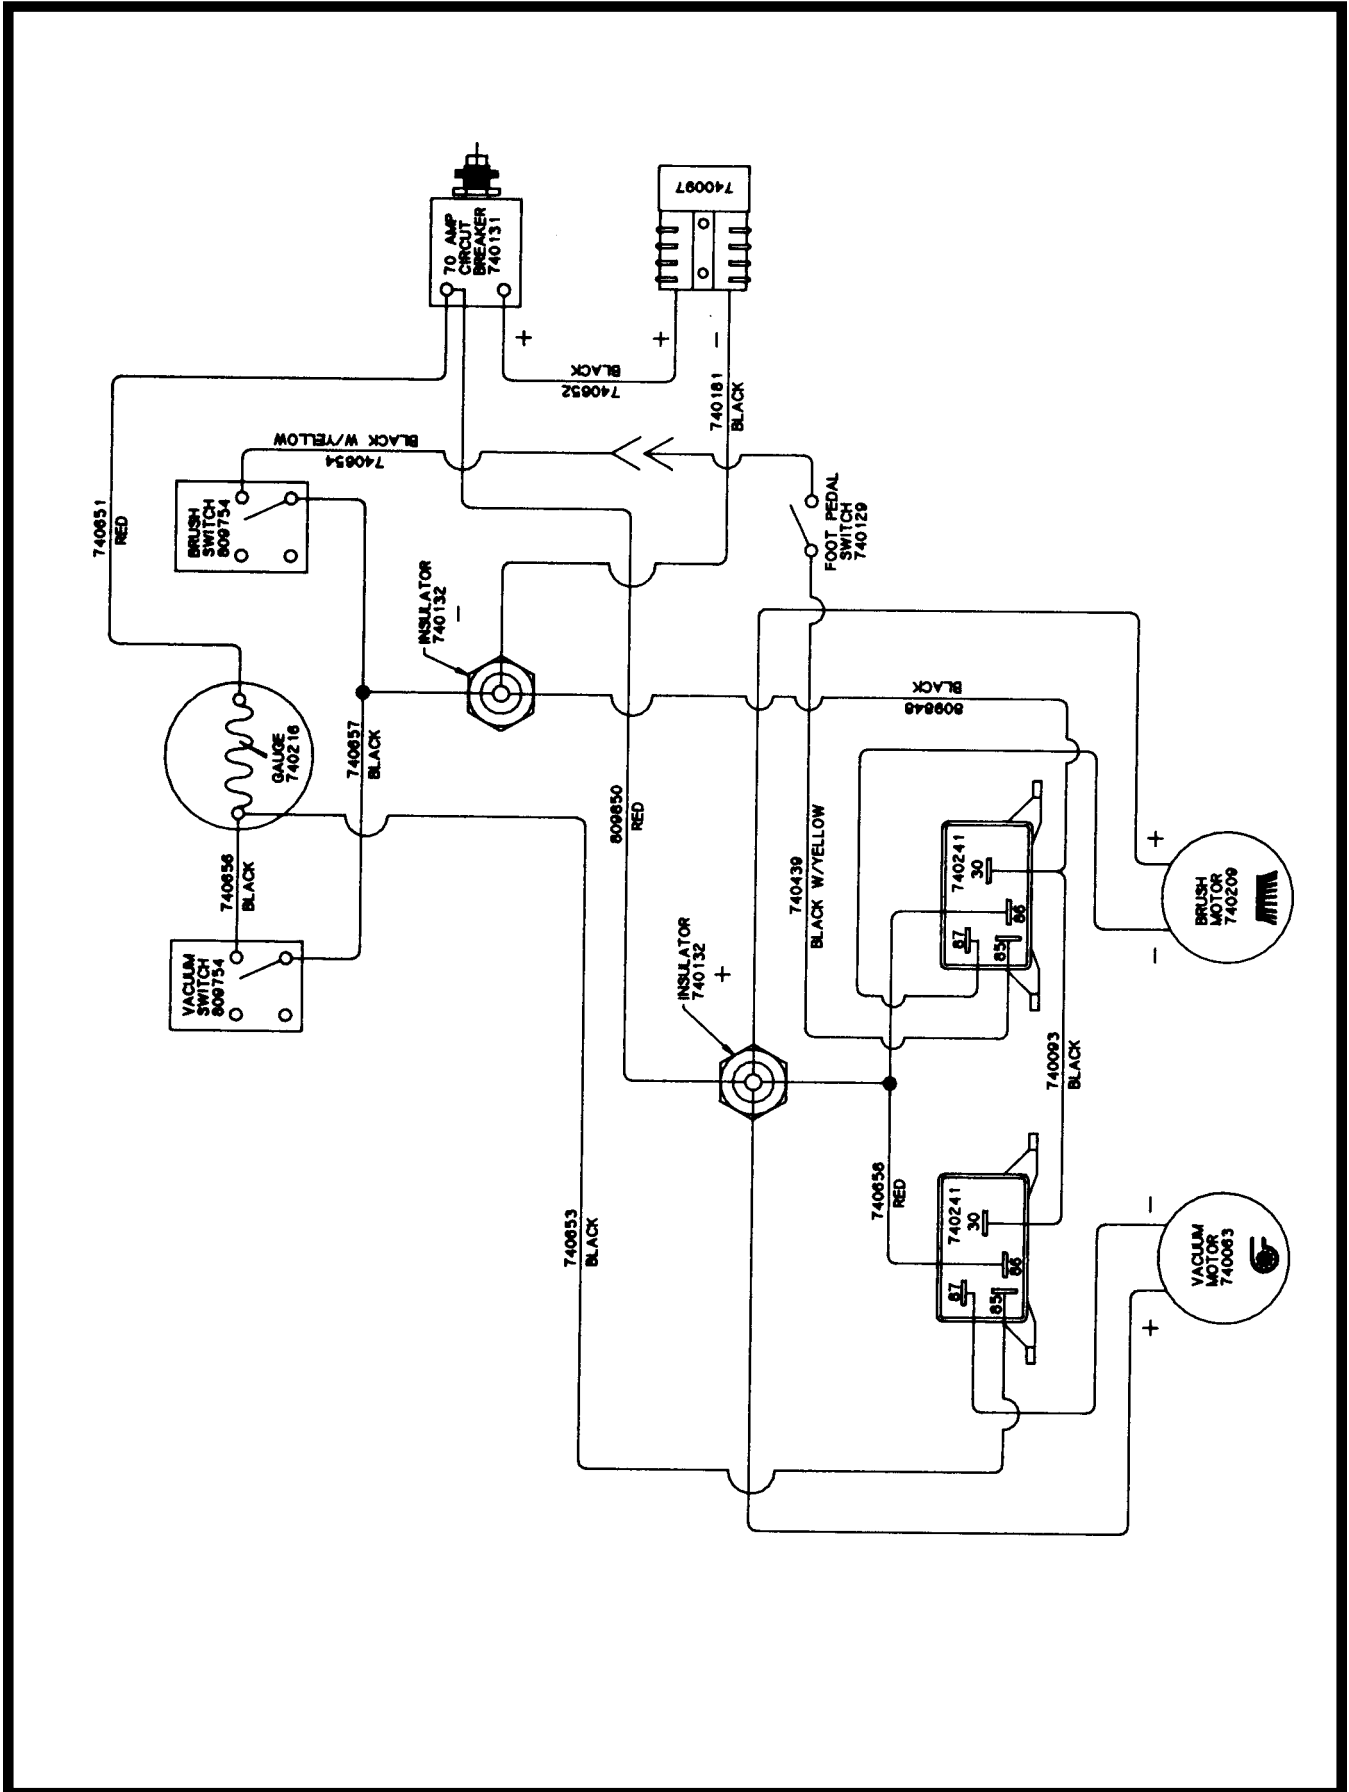 VACUUM
SWITCH
809754
740656
BLACK
GAUGE
740216
740651
RED
BRUSH
SWITCH
809754
740654
BLACK W/YELLOW
740657
BLACK
INSULATOR
740132
-
70 AMP
CIRCUT
BREAKER
740131
+
740652
BLACK
+
-
740097
740181
BLACK
FOOT PEDAL
SWITCH
740129
809850
RED
809848
BLACK
740439
BLACK W/YELLOW
INSULATOR
740132
+
740653
BLACK
740658
RED
740241
30
87
86
85
740241
30
87
86
85
740093
BLACK
VACUUM
MOTOR
740063
+
-
BRUSH
MOTOR
740209
-
+